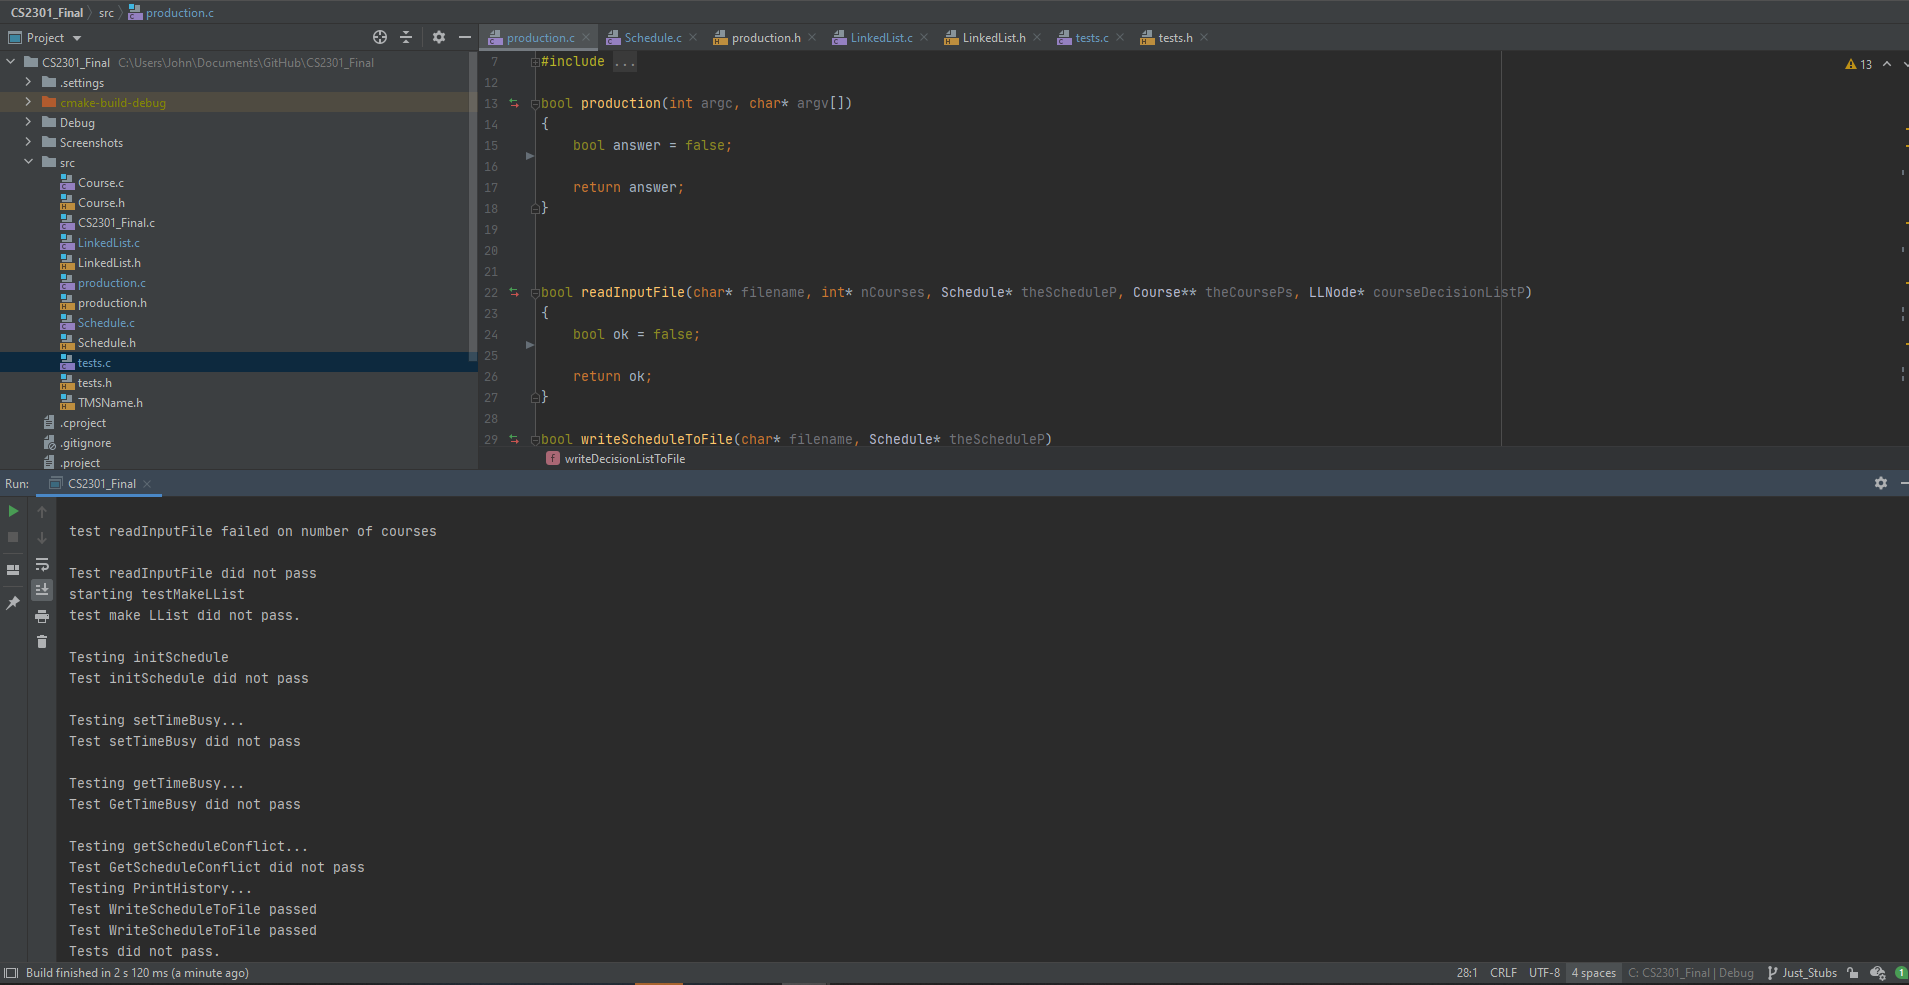 CS2301_Final src production.c
Project
production.c Schedule.c production.h LinkedList.c LinkedList.h tests.c tests.h
CS2301_Final C:\Users\John\Documents\GitHub\CS2301_Final
.settings
cmake-build-debug
Debug
Screenshots
src
Course.c
Course.h
CS2301_Final.c
LinkedList.c
LinkedList.h
production.c
production.h
Schedule.c
Schedule.h
tests.c
tests.h
TMSName.h
.cproject
.gitignore
.project
13
7 #include ...
12
13 bool production(int argc, char* argv[])
14 {
15 bool answer = false;
16
17 return answer;
18 }
19
20
21
22 bool readInputFile(char* filename, int* nCourses, Schedule* theScheduleP, Course** theCoursePs, LLNode* courseDecisionListP)
23 {
24 bool ok = false;
25
26 return ok;
27 }
28
29 bool writeScheduleToFile(char* filename, Schedule* theScheduleP)
f writeDecisionListToFile
Run: CS2301_Final
test readInputFile failed on number of courses
Test readInputFile did not pass
starting testMakeLList
test make LList did not pass.
Testing initSchedule
Test initSchedule did not pass
Testing setTimeBusy...
Test setTimeBusy did not pass
Testing getTimeBusy...
Test GetTimeBusy did not pass
Testing getScheduleConflict...
Test GetScheduleConflict did not pass
Testing PrintHistory...
Test WriteScheduleToFile passed
Test WriteScheduleToFile passed
Tests did not pass.
Build finished in 2 s 120 ms (a minute ago)
28:1 CRLF UTF-8 4 spaces C: CS2301_Final | Debug Just_Stubs 1